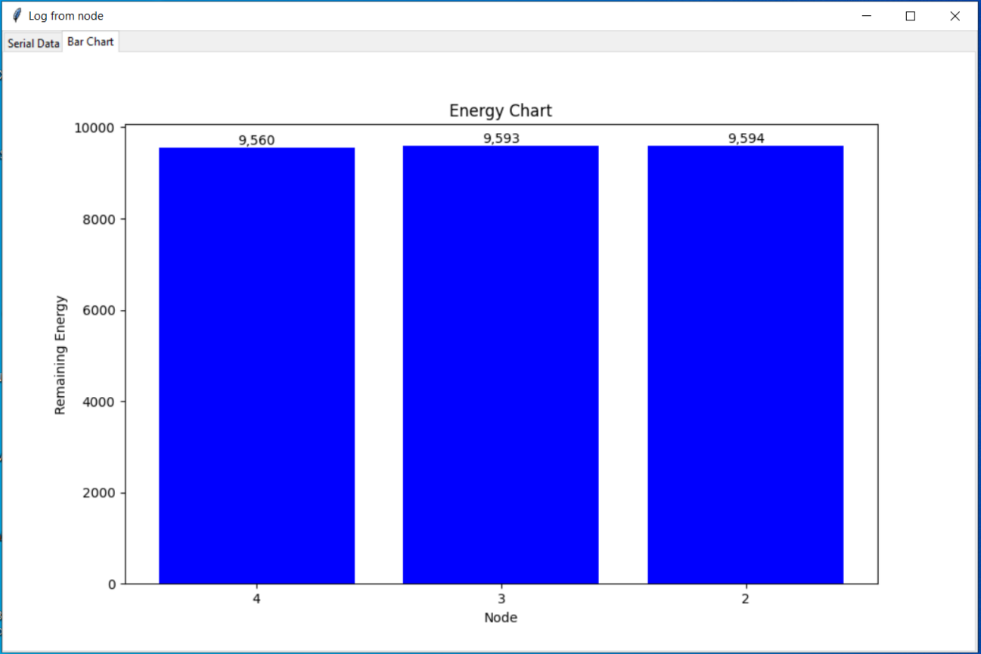 Log from node
Serial Data Bar Chart
Energy Chart
10000
9,560 9,593 9,594
8000
6000
Remaining Energy
4000
2000
0
4 3 2
Node